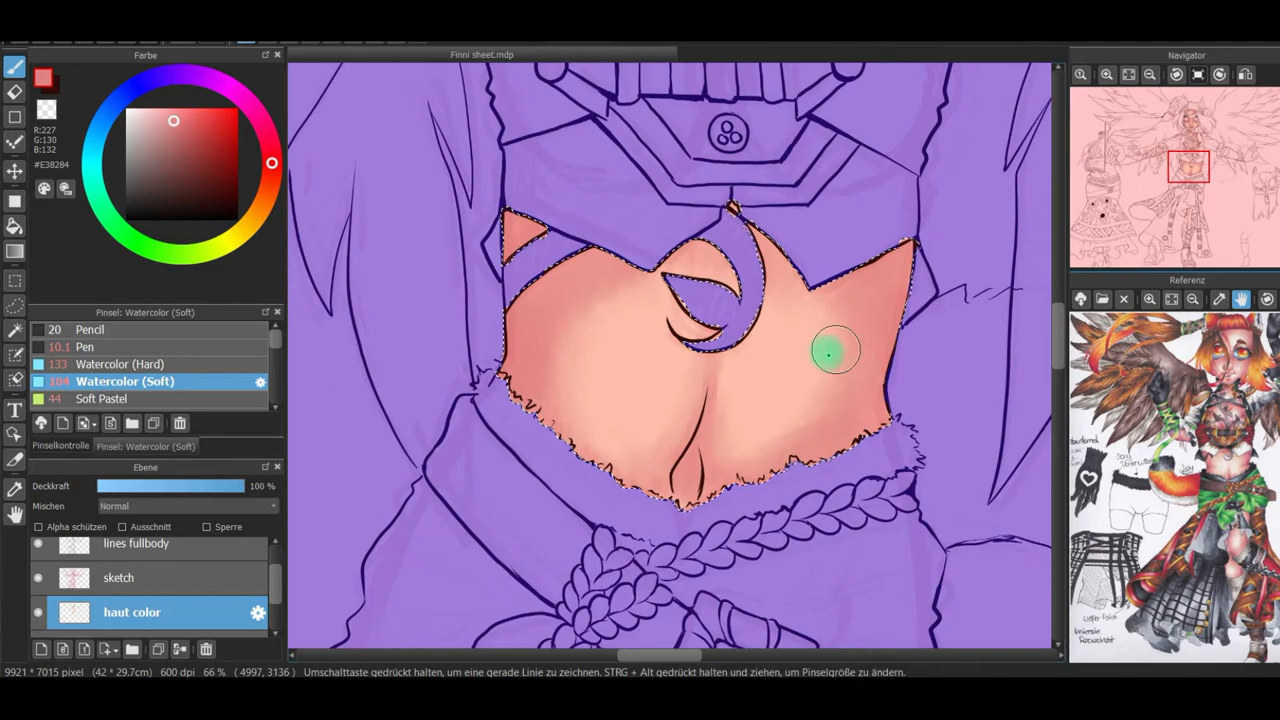 Farbe
Finni sheet.mdp
Navigator
R:227
G:130
B:132
#E38284
Referenz
Pinsel: Watercolor (Soft)
20 Pencil
10.1 Pen
133 Watercolor (Hard)
104 Watercolor (Soft)
44 Soft Pastel
Pinselkontrolle
Pinsel: Watercolor (Soft)
Ebene
Deckkraft
100 %
Mischen
Normal
Alpha schützen
Ausschnitt
Sperre
lines fullbody
sketch
haut color
9921 * 7015 pixel (42 * 29.7cm) 600 dpi 66 % ( 4997, 3136 ) Umschalttaste gedrückt halten, um eine gerade Linie zu zeichnen. STRG + Alt gedrückt halten und ziehen, um Pinselgröße zu ändern.